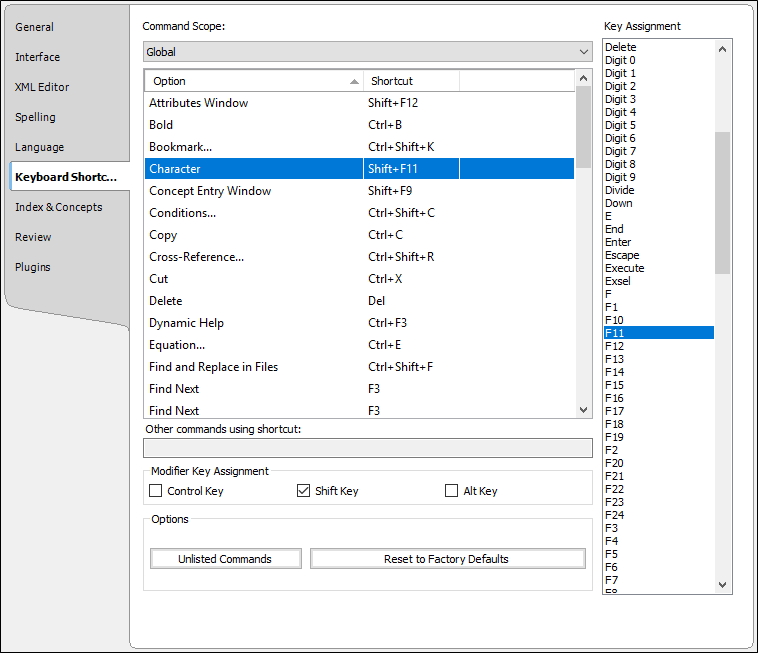 General
Interface
XML Editor
Spelling
Language
Keyboard Shortc...
Index & Concepts
Review
Plugins
Command Scope:
Global
Option Shortcut
Attributes Window Shift+F12
Bold Ctrl+B
Bookmark... Ctrl+Shift+K
Character Shift+F11
Concept Entry Window Shift+F9
Conditions... Ctrl+Shift+C
Copy Ctrl+C
Cross-Reference... Ctrl+Shift+R
Cut Ctrl+X
Delete Del
Dynamic Help Ctrl+F3
Equation... Ctrl+E
Find and Replace in Files Ctrl+Shift+F
Find Next F3
Find Next F3
Other commands using shortcut:
Modifier Key Assignment
Control Key Shift Key Alt Key
Options
Unlisted Commands Reset to Factory Defaults
Key Assignment
Delete
Digit 0
Digit 1
Digit 2
Digit 3
Digit 4
Digit 5
Digit 6
Digit 7
Digit 8
Digit 9
Divide
Down
E
End
Enter
Escape
Execute
Exsel
F
F1
F10
F11
F12
F13
F14
F15
F16
F17
F18
F19
F2
F20
F21
F22
F23
F24
F3
F4
F5
F6
F7
F8